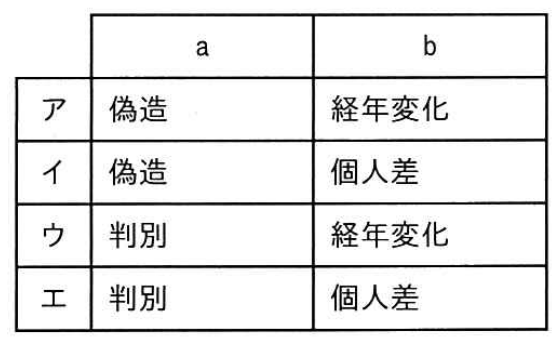 a b
ア 偽造 経年変化
イ 偽造 個人差
ウ 判別 経年変化
エ 判別 個人差